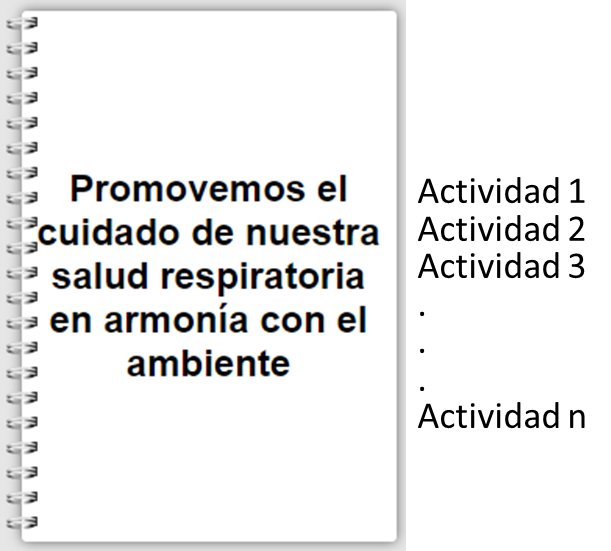 Promovemos el
cuidado de nuestra
salud respiratoria
en armonía con el
ambiente
Actividad 1
Actividad 2
Actividad 3
.
.
.
Actividad n